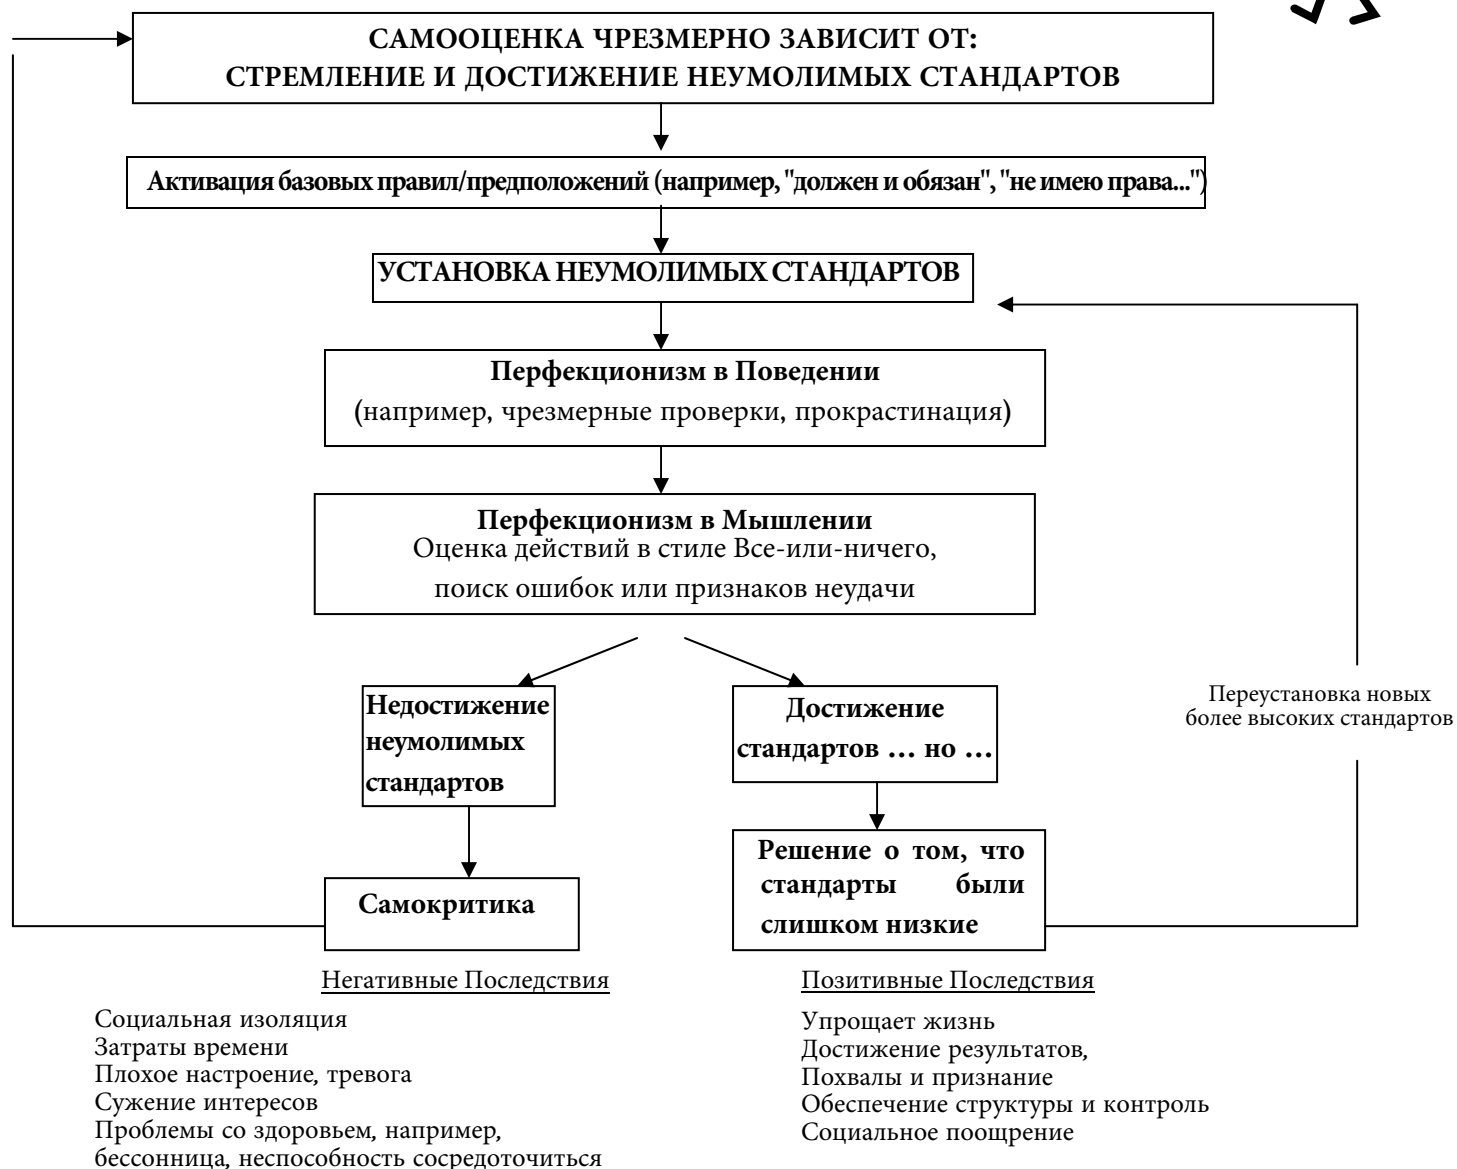 САМООЦЕНКА ЧРЕЗМЕРНО ЗАВИСИТ ОТ:
СТРЕМЛЕНИЕ И ДОСТИЖЕНИЕ НЕУМОЛИМЫХ СТАНДАРТОВ
Активация базовых правил/предположений (например, "должен и обязан", "не имею права...")
УСТАНОВКА НЕУМОЛИМЫХ СТАНДАРТОВ
Перфекционизм в Поведении
(например, чрезмерные проверки, прокрастинация)
Перфекционизм в Мышлении
Оценка действий в стиле Все-или-ничего,
поиск ошибок или признаков неудачи
Недостижение
неумолимых
стандартов
Достижение
стандартов … но …
Переустановка новых
более высоких стандартов
Самокритика
Решение о том, что
стандарты были
слишком низкие
Негативные Последствия
Социальная изоляция
Затраты времени
Плохое настроение, тревога
Сужение интересов
Проблемы со здоровьем, например,
бессонница, неспособность сосредоточиться
Позитивные Последствия
Упрощает жизнь
Достижение результатов,
Похвалы и признание
Обеспечение структуры и контроль
Социальное поощрение